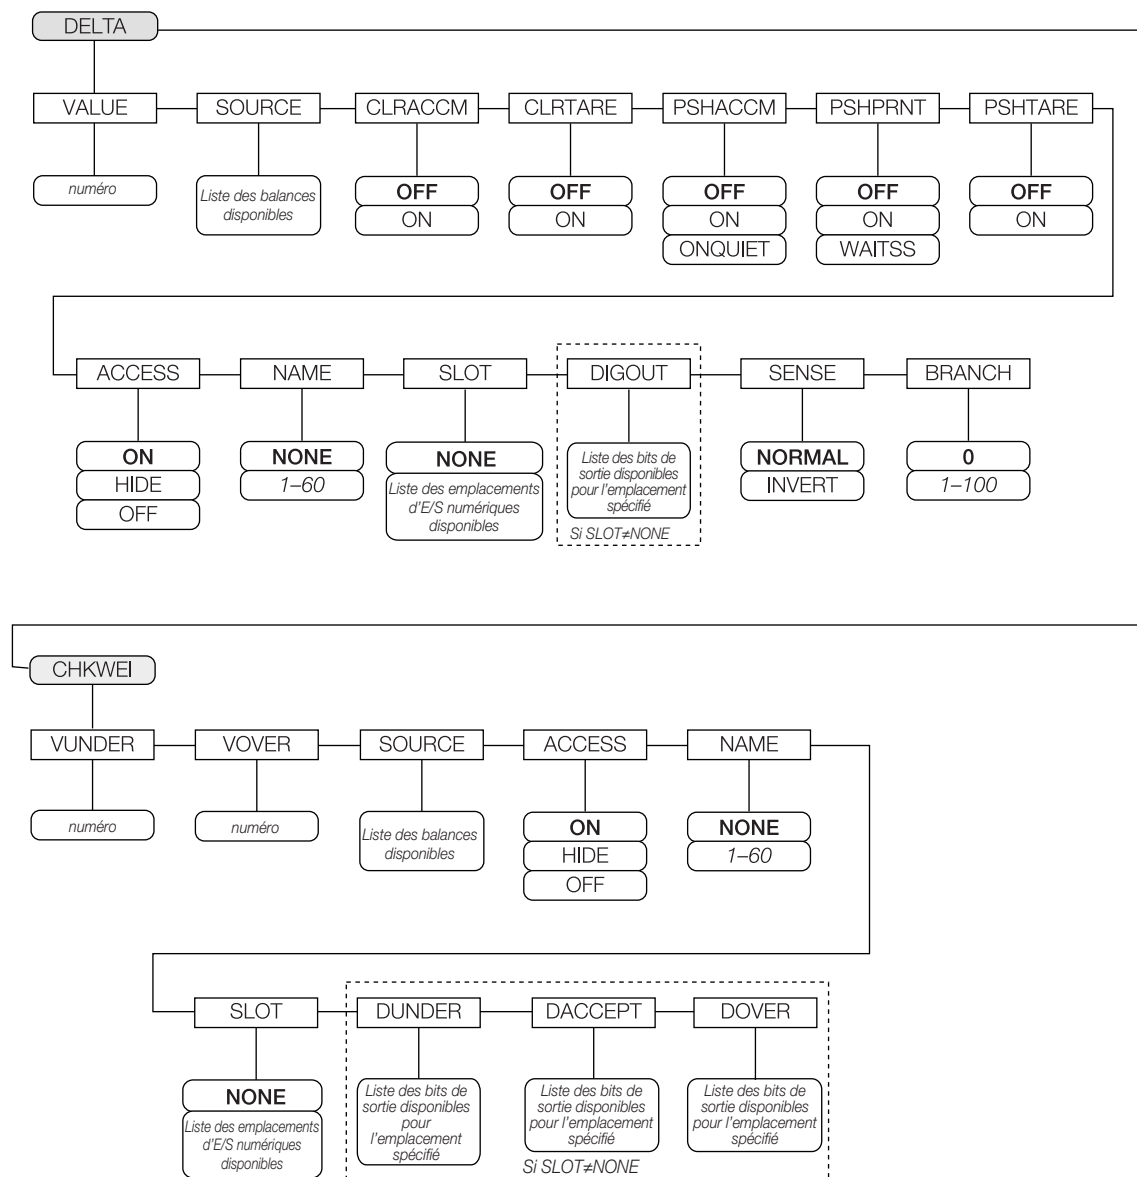 DELTA
VALUE
SOURCE
CLRACCM
CLRTARE
PSHACCM
PSHPRNT
PSHTARE
numéro
Liste des balances
disponibles
OFF
ON
OFF
ON
OFF
ON
ONQUIET
OFF
ON
WAITSS
OFF
ON
ACCESS
NAME
SLOT
DIGOUT
SENSE
BRANCH
ON
HIDE
OFF
NONE
1–60
NONE
Liste des emplacements
d'E/S numériques
disponibles
Liste des bits de
sortie disponibles
pour l'emplacement
spécifié
Si SLOT≠NONE
NORMAL
INVERT
0
1–100
CHKWEI
VUNDER
VOVER
SOURCE
ACCESS
NAME
numéro
numéro
Liste des balances
disponibles
ON
HIDE
OFF
NONE
1–60
SLOT
DUNDER
DACCEPT
DOVER
NONE
Liste des emplacements
d'E/S numériques
disponibles
Liste des bits de
sortie disponibles
pour
l'emplacement
spécifié
Liste des bits de
sortie disponibles
pour l'emplacement
spécifié
Liste des bits de
sortie disponibles
pour l'emplacement
spécifié
Si SLOT≠NONE